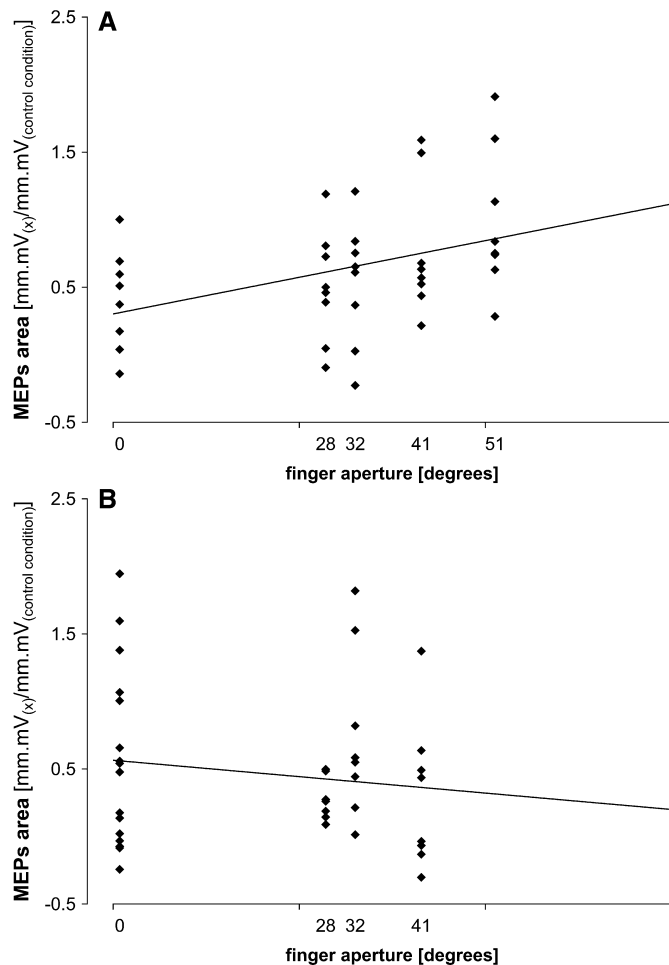 A
2.5
1.5
0.5
-0.5
MEPs area [mm.mV(x)/mm.mV(control condition)]
0 28 32 41 51
finger aperture [degrees]
B
2.5
1.5
0.5
-0.5
MEPs area [mm.mV(x)/mm.mV(control condition)]
0 28 32 41
finger aperture [degrees]